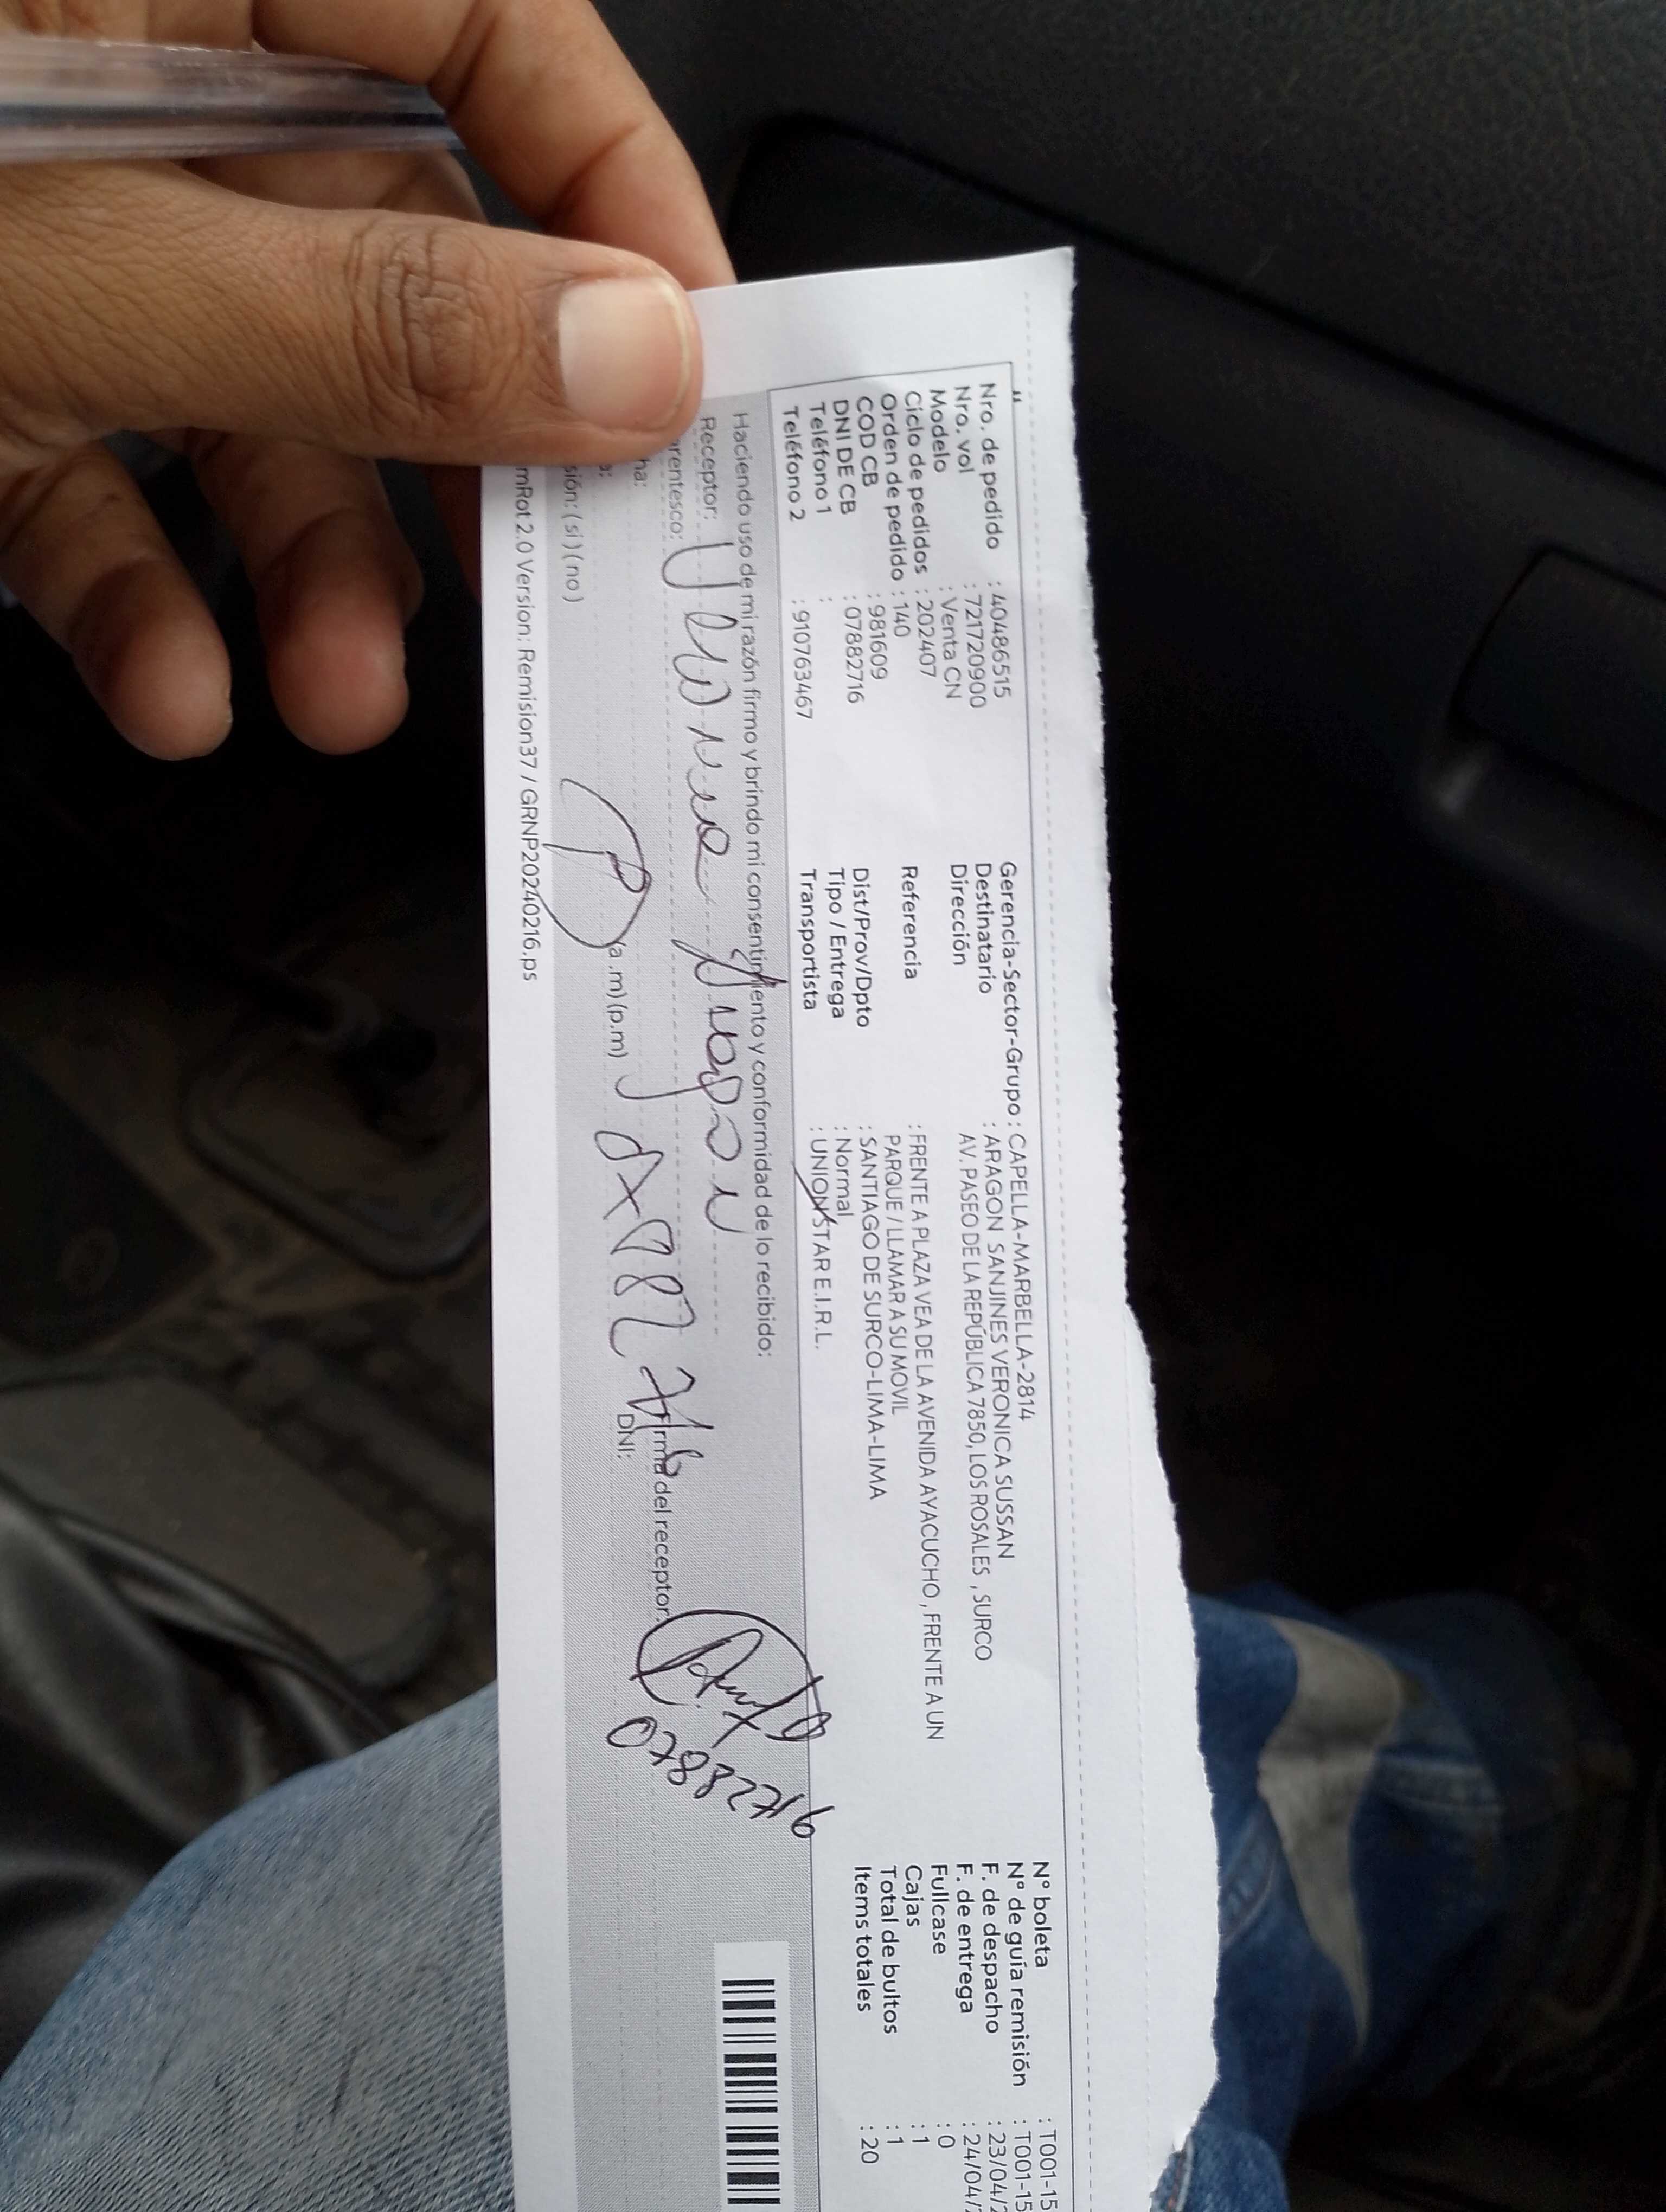 Nro. de pedido : 40486515
Nro. vol : 721720900
Modelo : Venta CN
Ciclo de pedidos : 202407
Orden de pedido : 140
COD CB : 981609
DNI DE CB : 07882716
Teléfono 1 :
Teléfono 2 : 910763467
Gerencia-Sector-Grupo : CAPELLA-MARBELLA-2814
Destinatario : ARAGON SANJINES VERONICA SUSSAN
Dirección AV. PASEO DE LA REPÚBLICA 7850, LOS ROSALES , SURCO
Referencia : FRENTE A PLAZA VEA DE LA AVENIDA AYACUCHO , FRENTE A UN
PARQUE / LLAMAR A SU MOVIL
Dist/Prov/Dpto : SANTIAGO DE SURCO-LIMA-LIMA
Tipo / Entrega : Normal
Transportista : UNION STAR E.I.R.L.
N° boleta : T001-15
N° de guía remisión : T001-15
F. de despacho : 23/04/2
F. de entrega : 24/04/
Fullcase : 0
Cajas : 1
Total de bultos : 1
Items totales : 20
Haciendo uso de mi razón firmo y brindo mi consentimiento y conformidad de lo recibido:
Receptor:
rentesco:
ha:
a: (a .m) (p.m)
sión: ( si ) ( no )
Firma del receptor:
DNI:
mRot 2.0 Version: Remision37 / GRNP20240216.ps